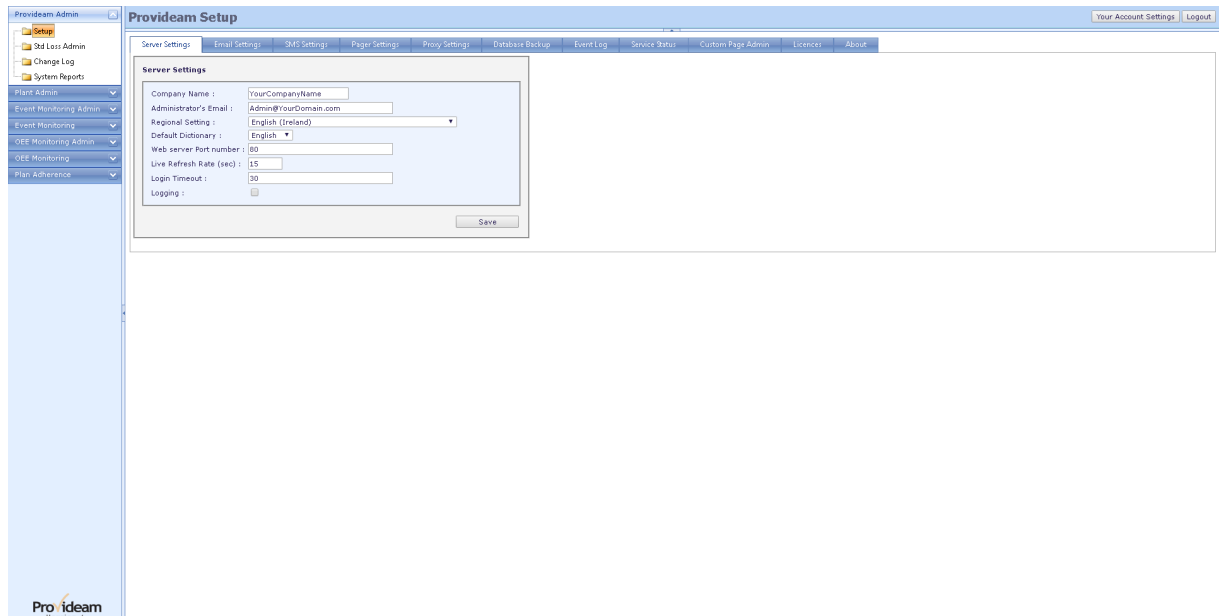 Provideam Admin
Setup
Std Loss Admin
Change Log
System Reports
Plant Admin
Event Monitoring Admin
Event Monitoring
OEE Monitoring Admin
OEE Monitoring
Plan Adherence
Provideam
Provideam Setup
Your Account Settings Logout
Server Settings Email Settings SMS Settings Pager Settings Proxy Settings Database Backup Event Log Service Status Custom Page Admin Licences About
Server Settings
Company Name : YourCompanyName
Administrator's Email : Admin@YourDomain.com
Regional Setting : English (Ireland)
Default Dictionary : English
Web server Port number : 80
Live Refresh Rate (sec) : 15
Login Timeout : 30
Logging :
Save